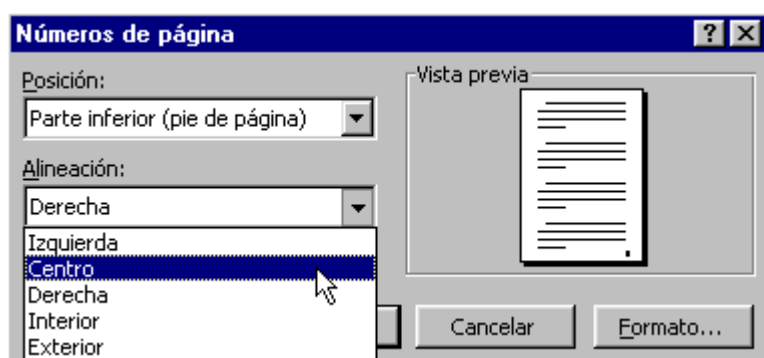 Números de página
Posición:
Parte inferior (pie de página)
Alineación:
Derecha
Izquierda
Centro
Derecha
Interior
Exterior
Vista previa
Cancelar
Formato...